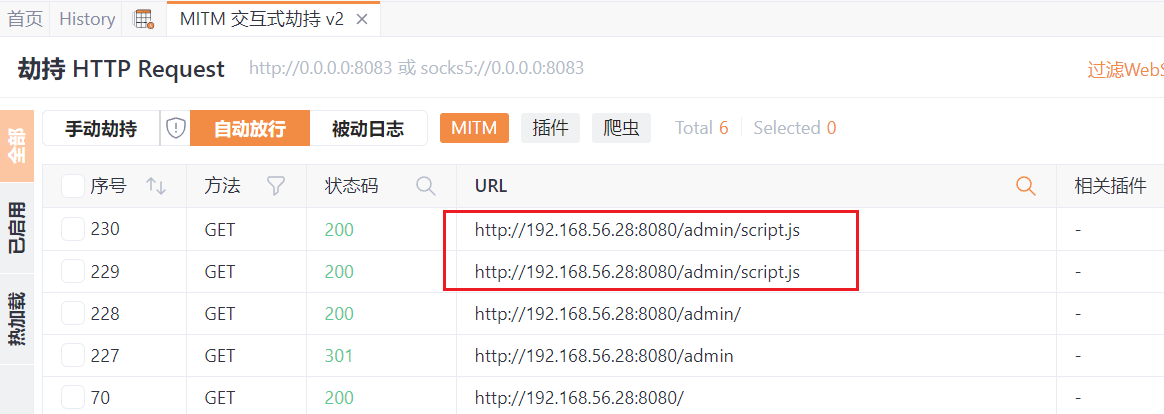 首页 History MITM 交互式劫持 v2
劫持 HTTP Request http://0.0.0.0:8083 或 socks5://0.0.0.0:8083 过滤WebS
全部 手动劫持 自动放行 被动日志 MITM 插件 爬虫 Total 6 Selected 0
序号 方法 状态码 URL 相关插件
已启用 230 GET 200 http://192.168.56.28:8080/admin/script.js -
229 GET 200 http://192.168.56.28:8080/admin/script.js -
热加载 228 GET 200 http://192.168.56.28:8080/admin/ -
227 GET 301 http://192.168.56.28:8080/admin -
70 GET 200 http://192.168.56.28:8080/ -